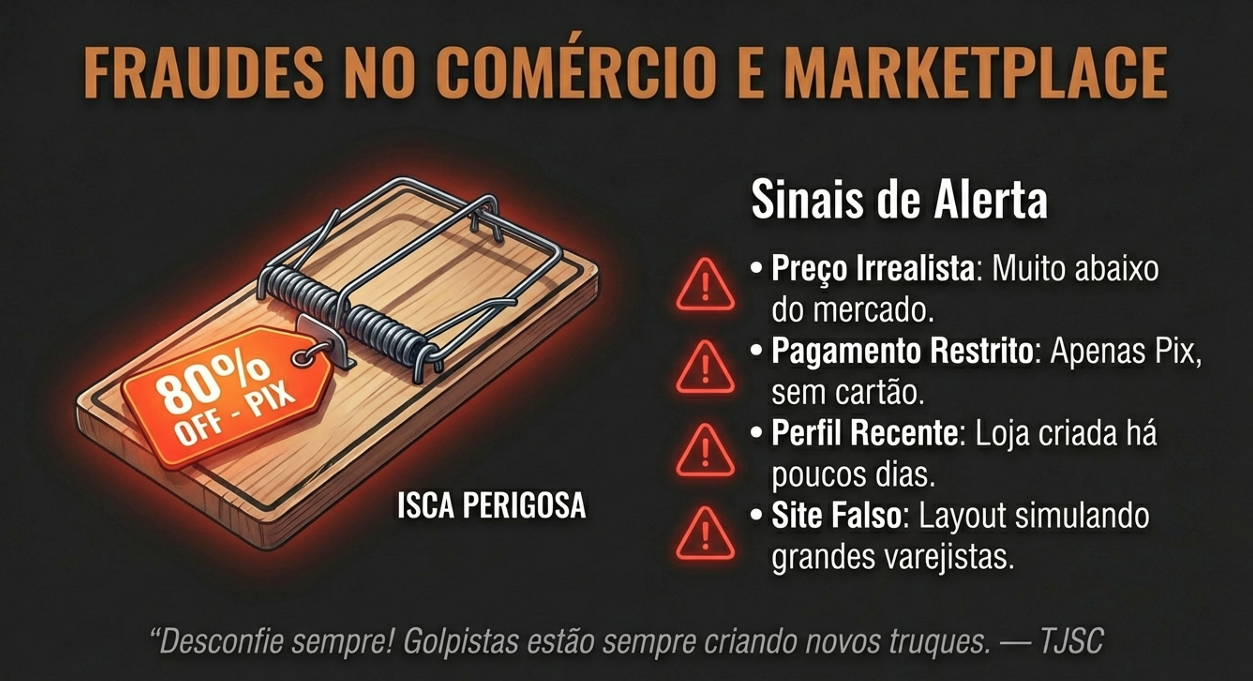 FRAUDES NO COMÉRCIO E MARKETPLACE
80%
OFF - PIX
ISCA PERIGOSA
Sinais de Alerta
• Preço Irrealista: Muito abaixo
do mercado.
• Pagamento Restrito: Apenas Pix,
sem cartão.
• Perfil Recente: Loja criada há
poucos dias.
• Site Falso: Layout simulando
grandes varejistas.
“Desconfie sempre! Golpistas estão sempre criando novos truques. — TJSC